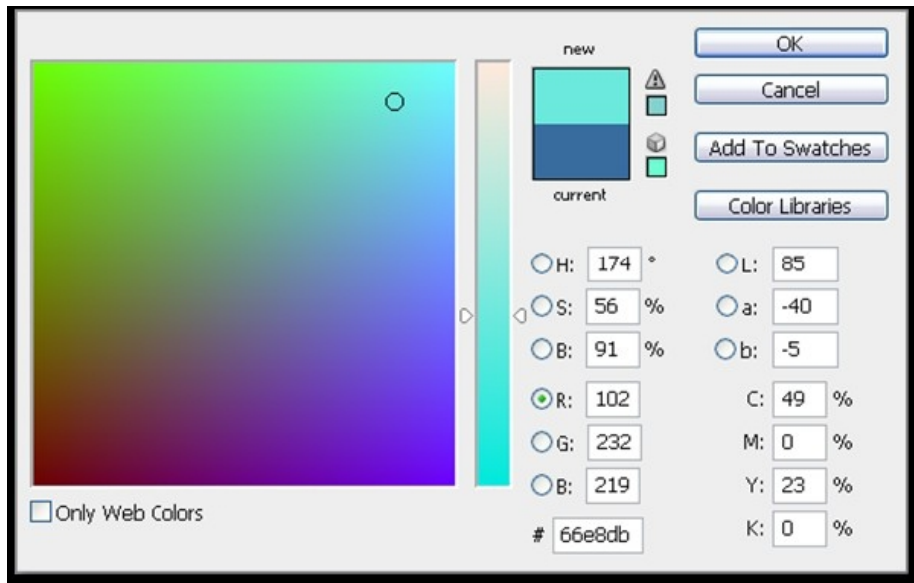 new
current
OK
Cancel
Add To Swatches
Color Libraries
H: 174 °
S: 56 %
B: 91 %
R: 102
G: 232
B: 219
# 66e8db
L: 85
a: -40
b: -5
C: 49 %
M: 0 %
Y: 23 %
K: 0 %
Only Web Colors